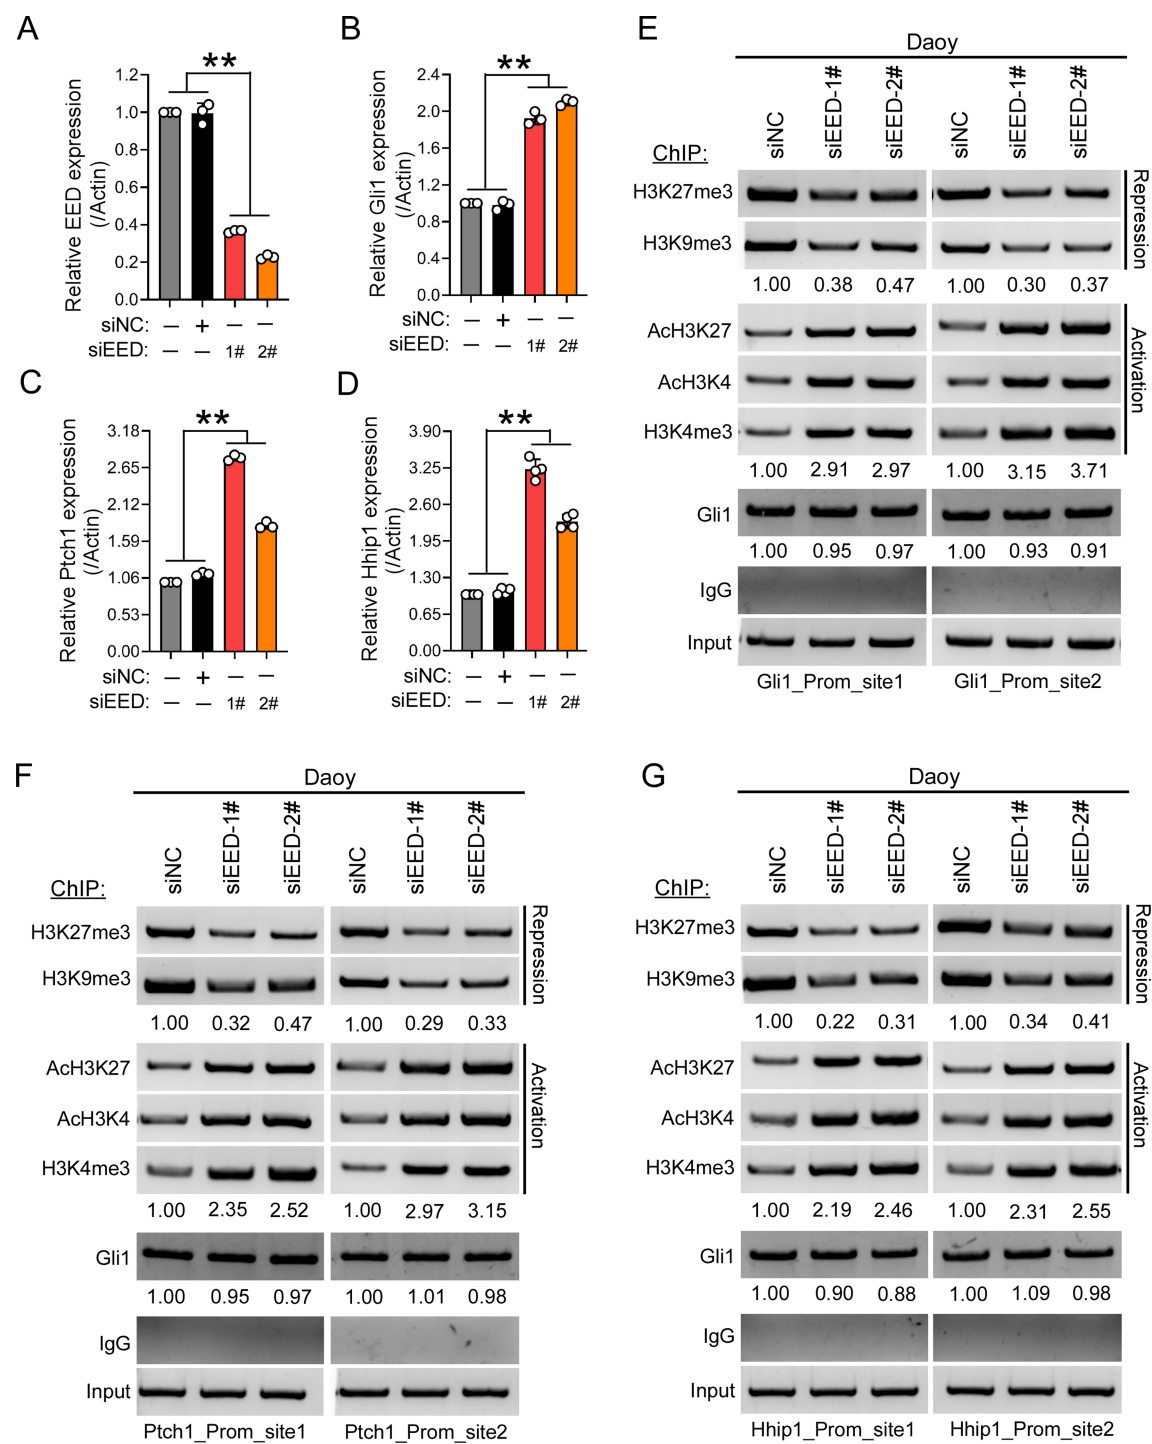 A
Relative EED expression
(/Actin)
**
1.2
1.0
0.8
0.6
0.4
0.2
0.0
siNC: — + — —
siEED: — — 1# 2#
B
Relative Gli1 expression
(/Actin)
**
2.4
2.0
1.6
1.2
0.8
0.4
0.0
siNC: — + — —
siEED: — — 1# 2#
C
Relative Ptch1 expression
(/Actin)
**
3.18
2.65
2.12
1.59
1.06
0.53
0.00
siNC: — + — —
siEED: — — 1# 2#
D
Relative Hhip1 expression
(/Actin)
**
3.90
3.25
2.60
1.95
1.30
0.65
0.00
siNC: — + — —
siEED: — — 1# 2#
E
Daoy
siNC siEED-1# siEED-2# siNC siEED-1# siEED-2#
ChIP:
H3K27me3
H3K9me3
Repression
1.00 0.38 0.47 1.00 0.30 0.37
AcH3K27
AcH3K4
H3K4me3
Activation
1.00 2.91 2.97 1.00 3.15 3.71
Gli1
1.00 0.95 0.97 1.00 0.93 0.91
IgG
Input
Gli1_Prom_site1 Gli1_Prom_site2
F
Daoy
siNC siEED-1# siEED-2# siNC siEED-1# siEED-2#
ChIP:
H3K27me3
H3K9me3
Repression
1.00 0.32 0.47 1.00 0.29 0.33
AcH3K27
AcH3K4
H3K4me3
Activation
1.00 2.35 2.52 1.00 2.97 3.15
Gli1
1.00 0.95 0.97 1.00 1.01 0.98
IgG
Input
Ptch1_Prom_site1 Ptch1_Prom_site2
G
Daoy
siNC siEED-1# siEED-2# siNC siEED-1# siEED-2#
ChIP:
H3K27me3
H3K9me3
Repression
1.00 0.22 0.31 1.00 0.34 0.41
AcH3K27
AcH3K4
H3K4me3
Activation
1.00 2.19 2.46 1.00 2.31 2.55
Gli1
1.00 0.90 0.88 1.00 1.09 0.98
IgG
Input
Hhip1_Prom_site1 Hhip1_Prom_site2